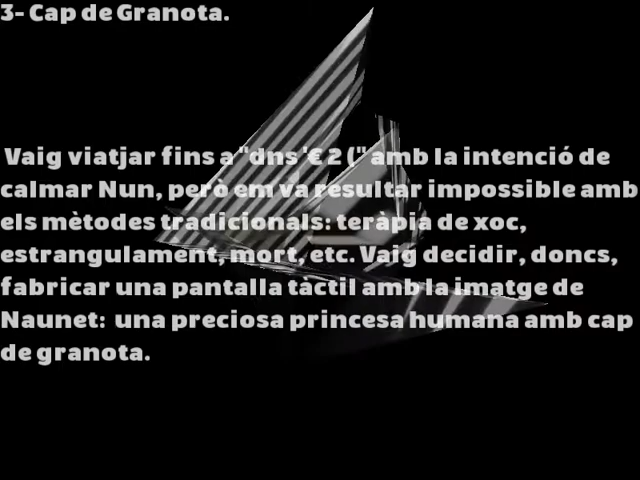 3- Cap de Granota.
Vaig viatjar fins a "dns '€ 2 (" amb la intenció de
calmar Nun, però em va resultar impossible amb
els mètodes tradicionals: teràpia de xoc,
estrangulament, mort, etc. Vaig decidir, doncs,
fabricar una pantalla tàctil amb la imatge de
Naunet: una preciosa princesa humana amb cap
de granota.